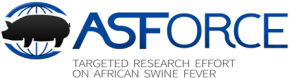 ASFORCE
TARGETED RESEARCH EFFORT
ON AFRICAN SWINE FEVER